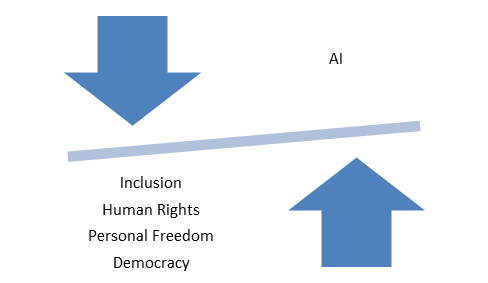 AI
Inclusion
Human Rights
Personal Freedom
Democracy